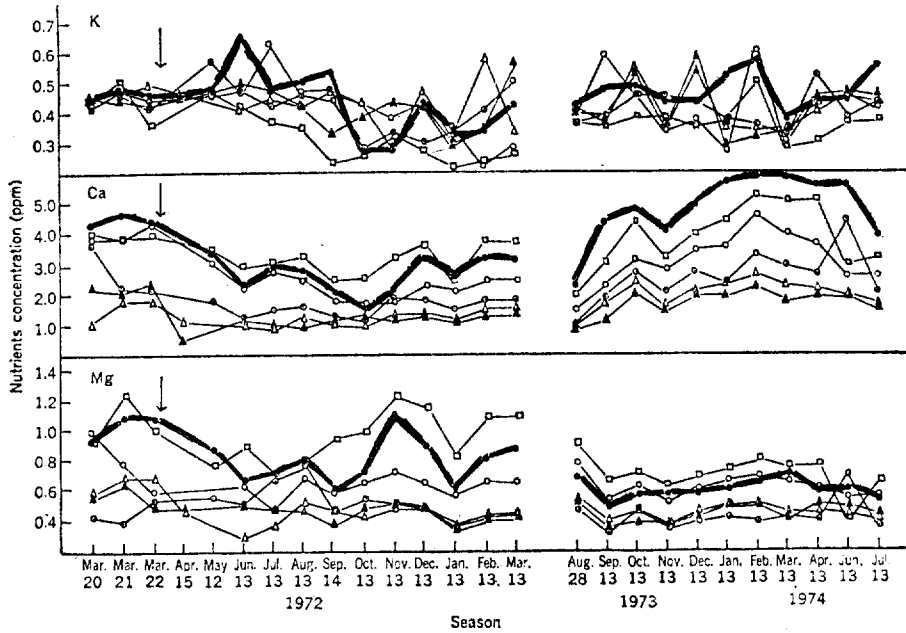 K
0.7
0.6
0.5
0.4
0.3
Ca
5.0
4.0
3.0
2.0
1.0
Mg
1.4
1.2
1.0
0.8
0.6
0.4
Nutrients concentration (ppm)
Mar. Mar. Mar. Apr. May Jun. Jul. Aug. Sep. Oct. Nov. Dec. Jan. Feb. Mar. Aug. Sep. Oct. Nov. Dec. Jan. Feb. Mar. Apr. Jun. Jul.
20 21 22 15 12 13 13 13 14 13 13 13 13 13. 13 28 13 13 13 13 13 13 13 13 13 13
1972 1973 1974
Season